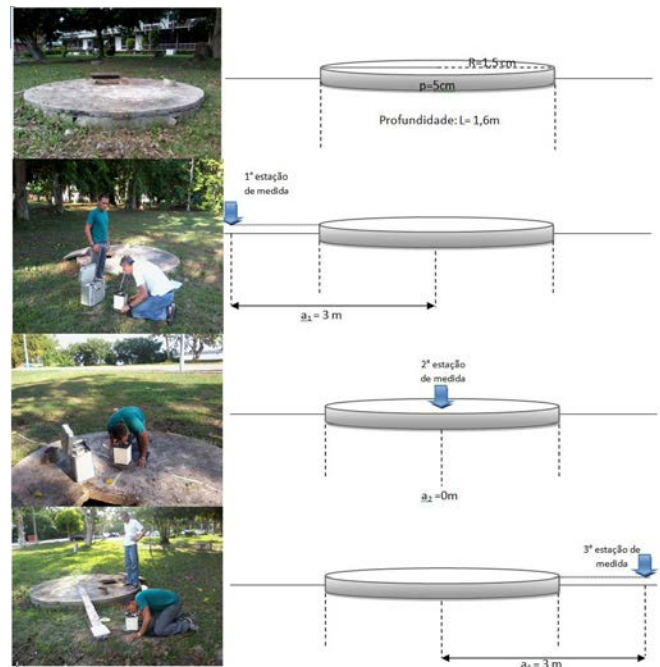 R=1,5 cm
p=5cm
Profundidade: L= 1,6m
1° estação
de medida
a₁ = 3 m
2° estação
de medida
a₂ =0m
3° estação de
medida
= 3 m